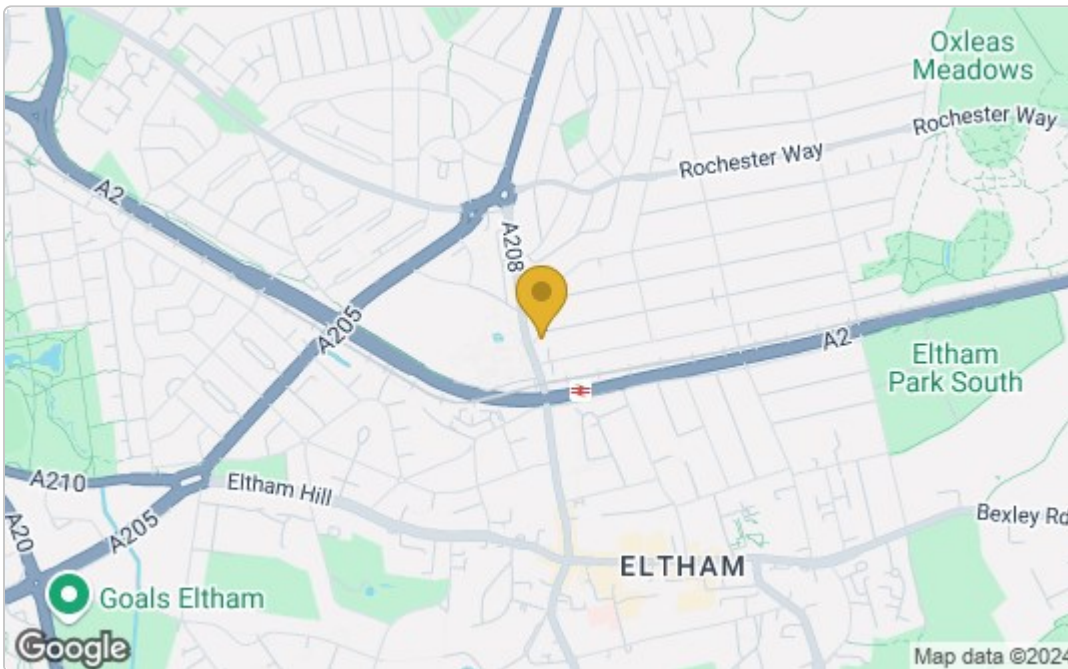 Oxleas
Meadows
Rochester Way
Rochester Way
A2
A208
A205
A2
Eltham
Park South
A210
Eltham Hill
A20
A205
Bexley Rd
ELTHAM
Goals Eltham
Google
Map data ©2024